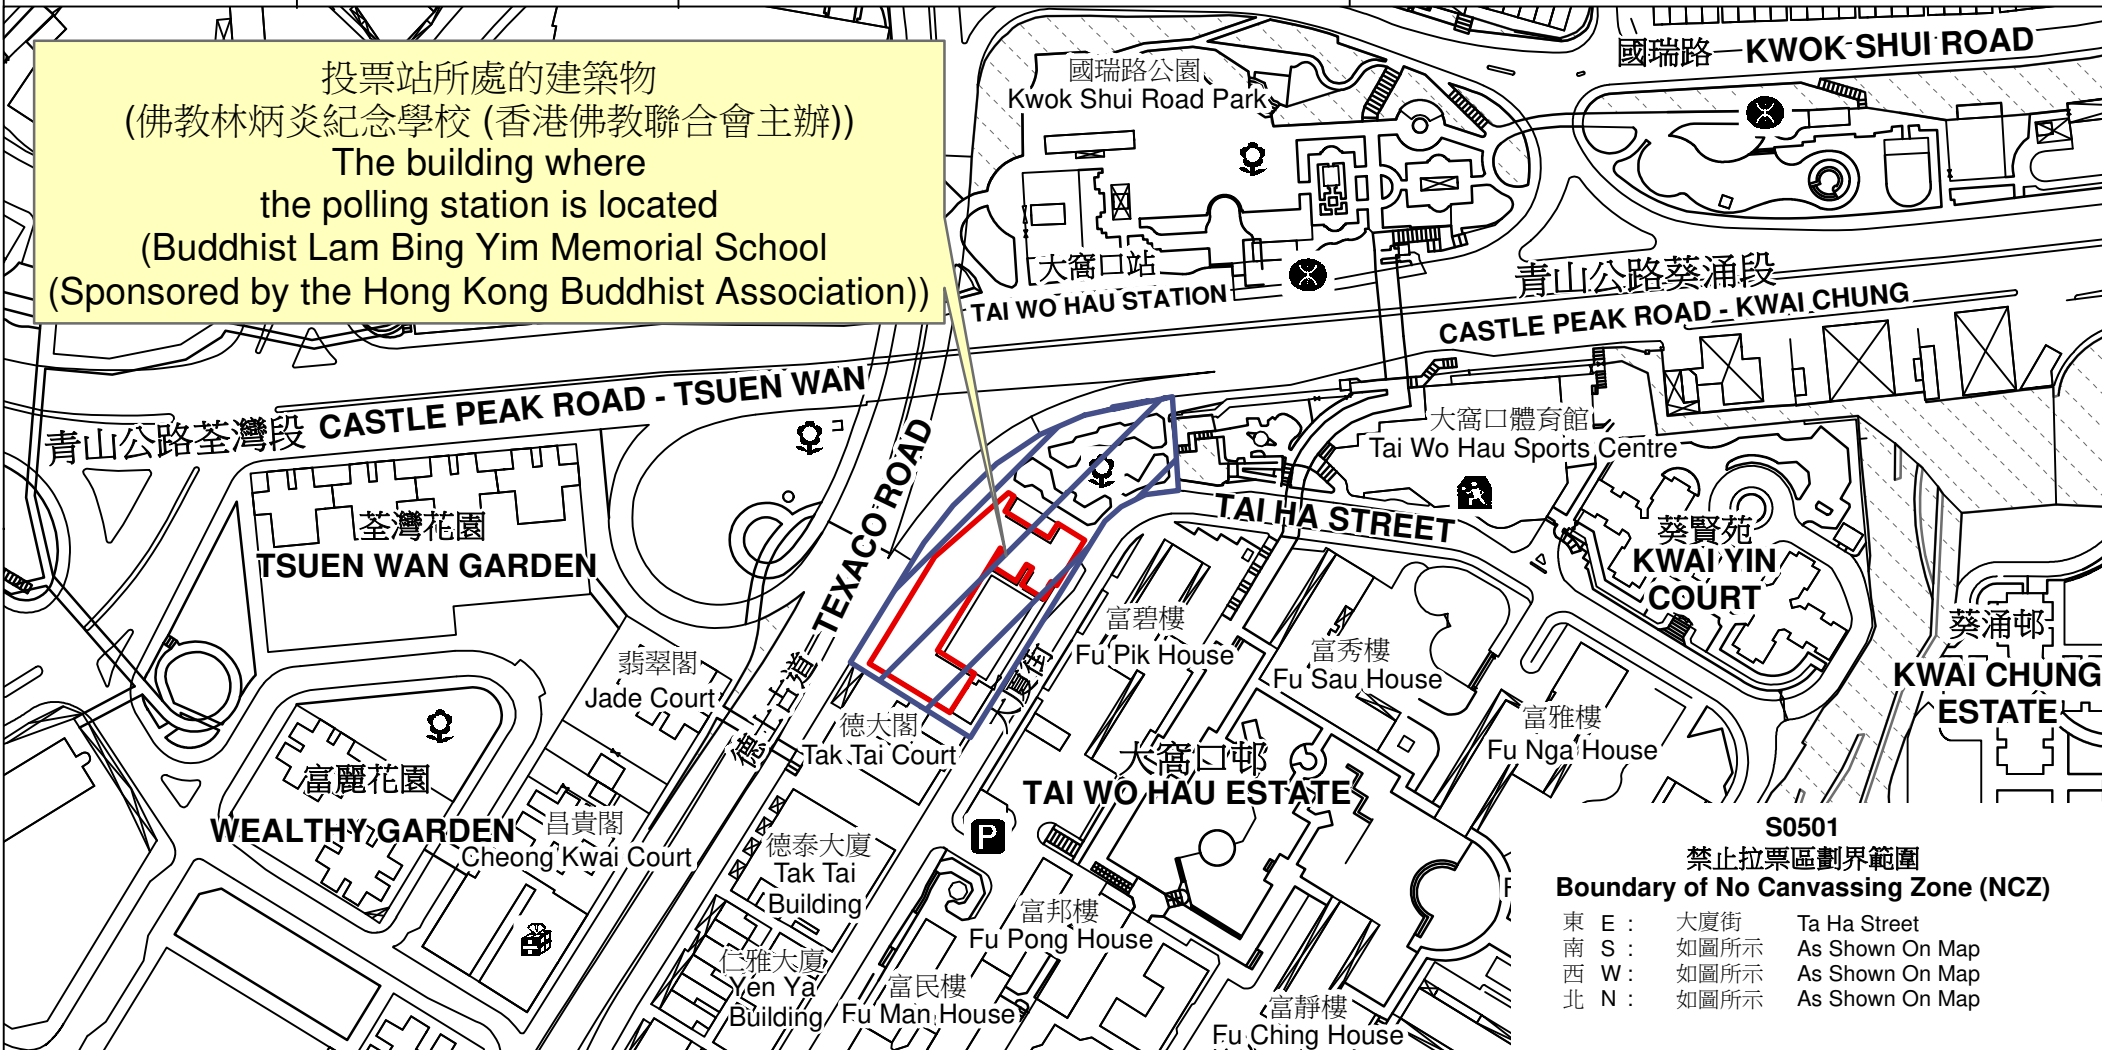 投票站所處的建築物
(佛教林炳炎紀念學校 (香港佛教聯合會主辦))
The building where
the polling station is located
(Buddhist Lam Bing Yim Memorial School
(Sponsored by the Hong Kong Buddhist Association))
國瑞路 KWOK SHUI ROAD
國瑞路公園
Kwok Shui Road Park
大窩口站
TAI WO HAU STATION
青山公路葵涌段
CASTLE PEAK ROAD - KWAI CHUNG
青山公路荃灣段 CASTLE PEAK ROAD - TSUEN WAN
大窩口體育館
Tai Wo Hau Sports Centre
荃灣花園
TSUEN WAN GARDEN
德士古道 TEXACO ROAD
TAI HA STREET
大廈街
葵賢苑
KWAI YIN
COURT
葵涌邨
KWAI CHUNG
ESTATE
富碧樓
Fu Pik House
富秀樓
Fu Sau House
富雅樓
Fu Nga House
翡翠閣
Jade Court
德大閣
Tak Tai Court
大窩口邨
TAI WO HAU ESTATE
富麗花園
WEALTHY GARDEN
昌貴閣
Cheong Kwai Court
德泰大廈
Tak Tai
Building
P
富邦樓
Fu Pong House
仁雅大廈
Yen Ya
Building
富民樓
Fu Man House
富靜樓
Fu Ching House
S0501
禁止拉票區劃界範圍
Boundary of No Canvassing Zone (NCZ)
東 E : 大廈街 Ta Ha Street
南 S : 如圖所示 As Shown On Map
西 W : 如圖所示 As Shown On Map
北 N : 如圖所示 As Shown On Map